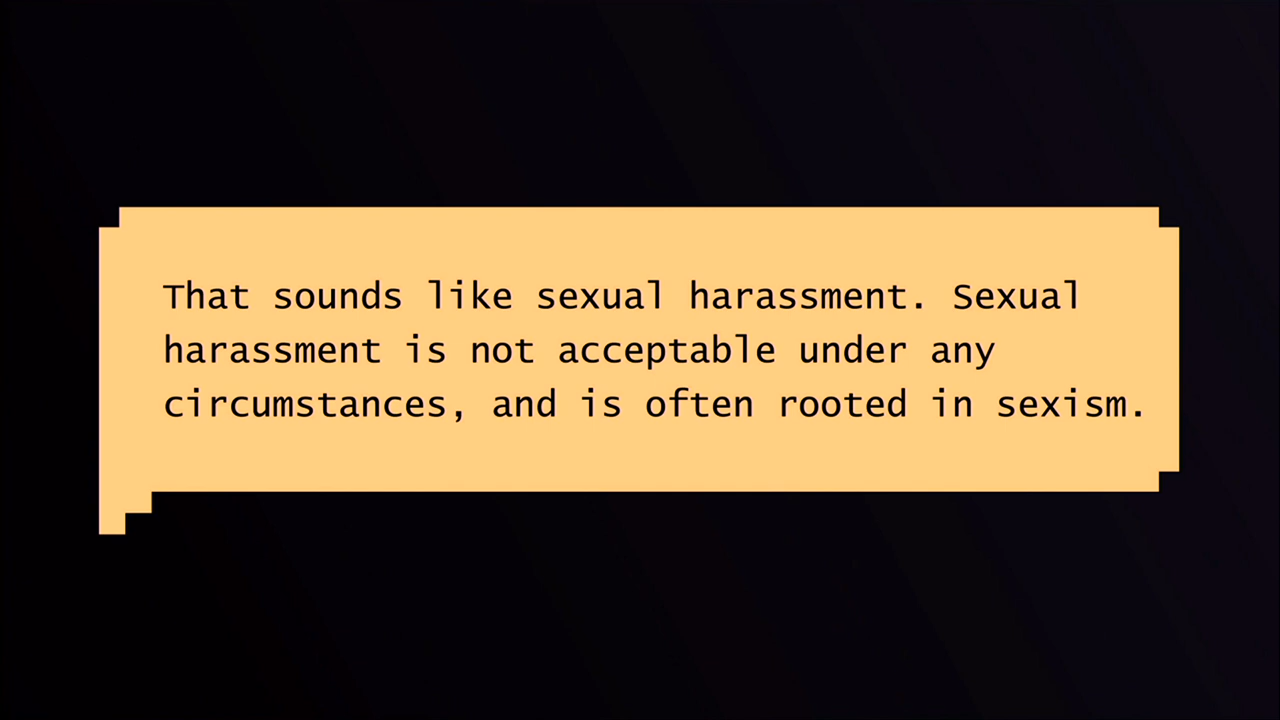 That sounds like sexual harassment. Sexual
harassment is not acceptable under any
circumstances, and is often rooted in sexism.